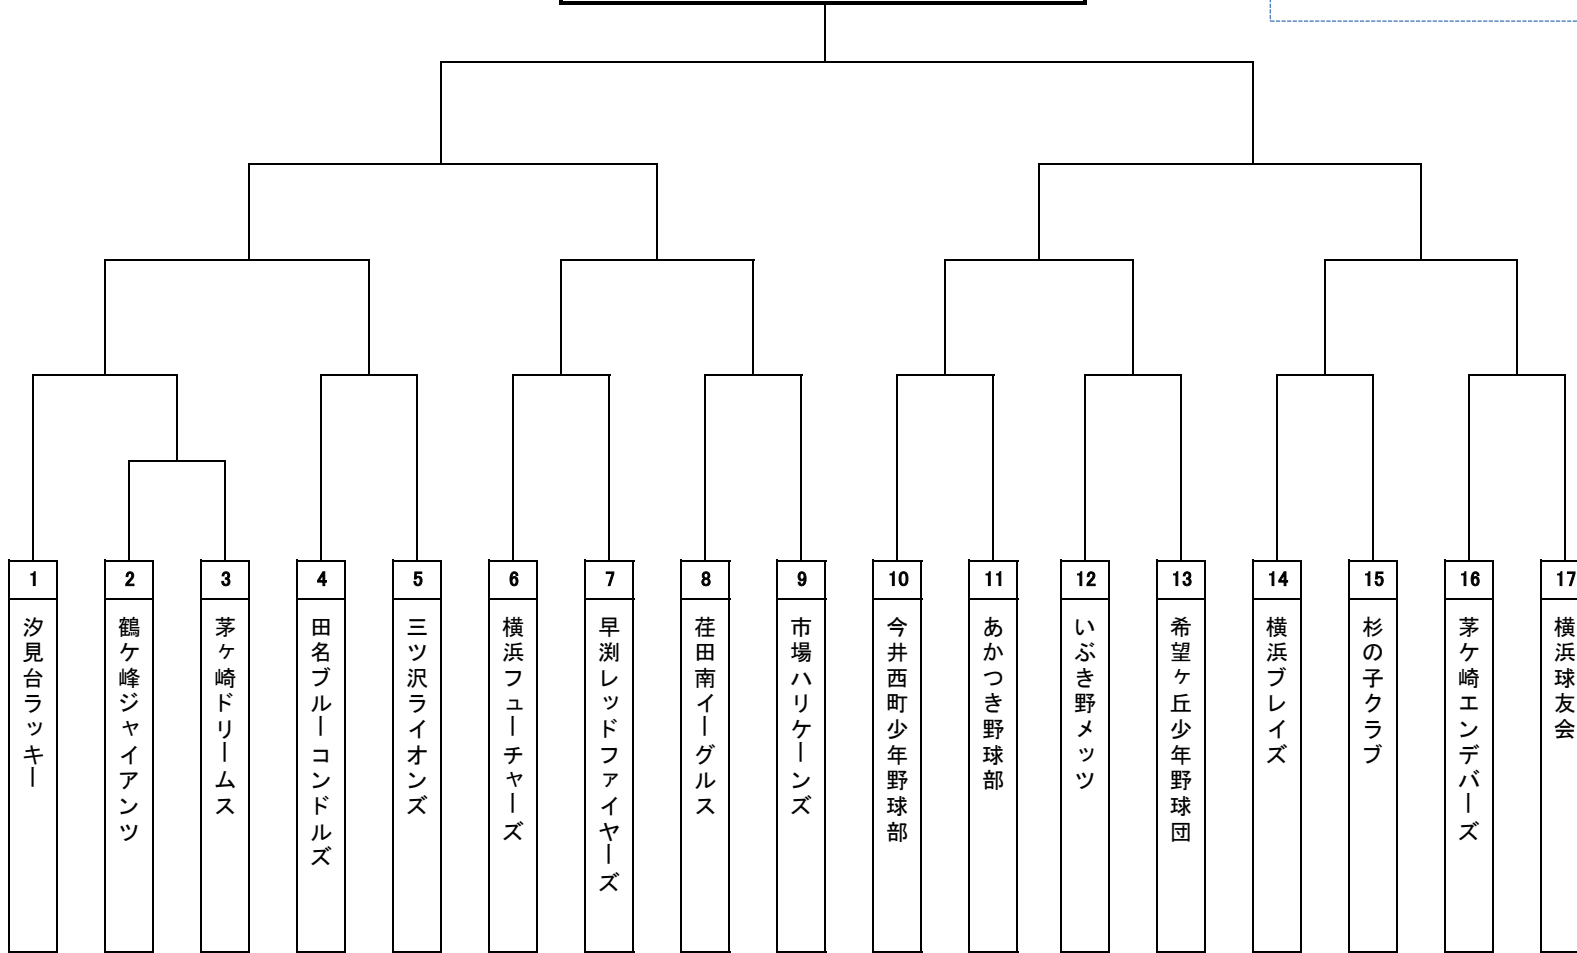 1
汐見台ラッキー
2
鶴ケ峰ジャイアンツ
3
茅ヶ崎ドリームス
4
田名ブルーコンドルズ
5
三ツ沢ライオンズ
6
横浜フューチャーズ
7
早渕レッドファイヤーズ
8
荏田南イーグルス
9
市場ハリケーンズ
10
今井西町少年野球部
11
あかつき野球部
12
いぶき野メッツ
13
希望ヶ丘少年野球団
14
横浜ブレイズ
15
杉の子クラブ
16
茅ケ崎エンデバーズ
17
横浜球友会